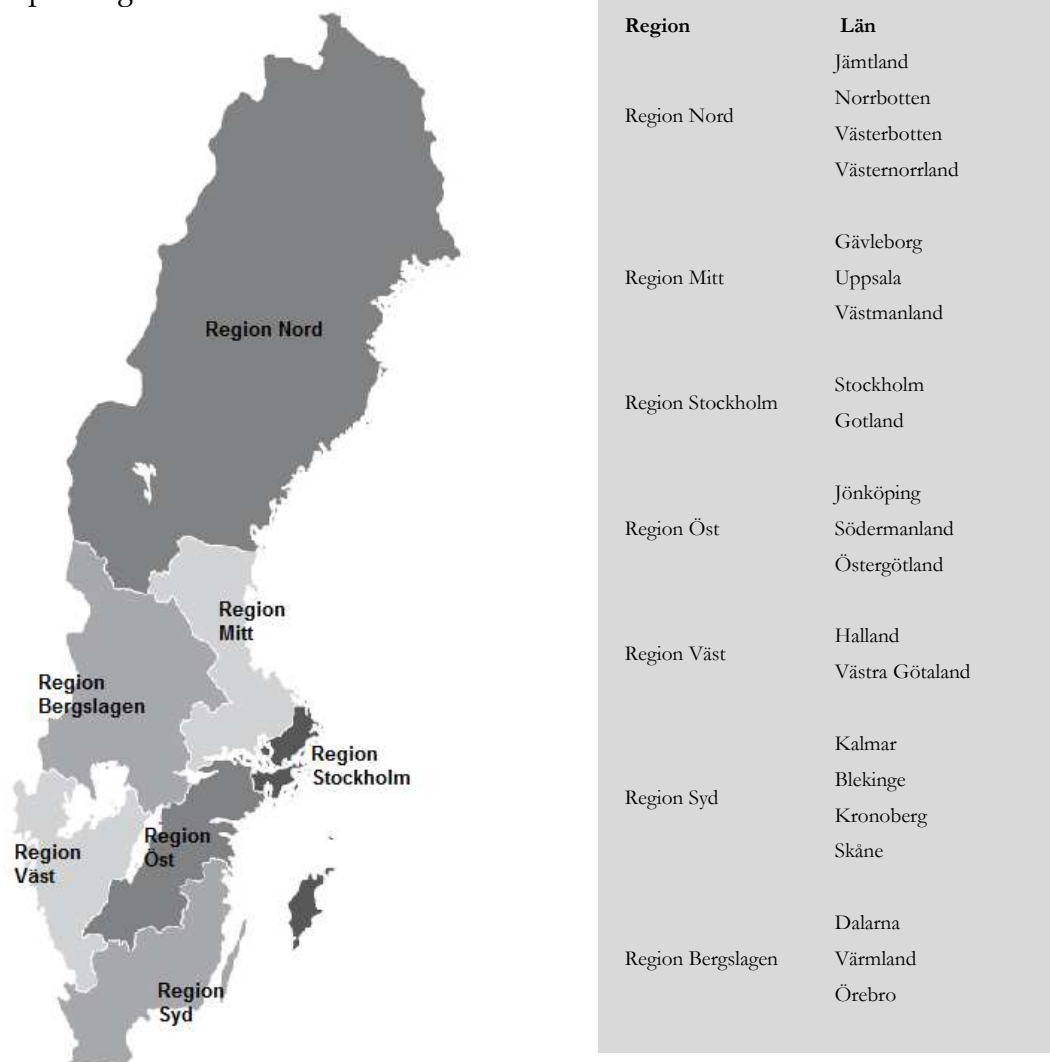 Region Nord
Region
Mitt
Region
Bergslagen
Region
Stockholm
Region
Väst
Region
Öst
Region
Syd
Region Län
Jämtland
Norrbotten
Region Nord
Västerbotten
Västernorrland
Gävleborg
Region Mitt Uppsala
Västmanland
Stockholm
Region Stockholm
Gotland
Jönköping
Region Öst Södermanland
Östergötland
Halland
Region Väst
Västra Götaland
Kalmar
Blekinge
Region Syd
Kronoberg
Skåne
Dalarna
Region Bergslagen Värmland
Örebro